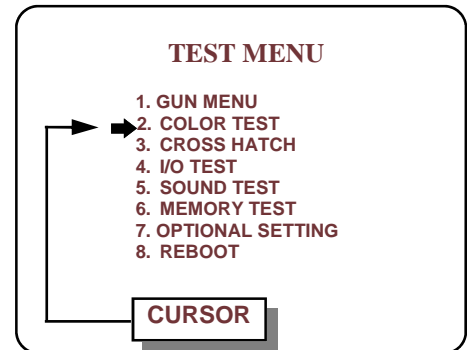 TEST MENU
1. GUN MENU
2. COLOR TEST
3. CROSS HATCH
4. I/O TEST
5. SOUND TEST
6. MEMORY TEST
7. OPTIONAL SETTING
8. REBOOT
CURSOR